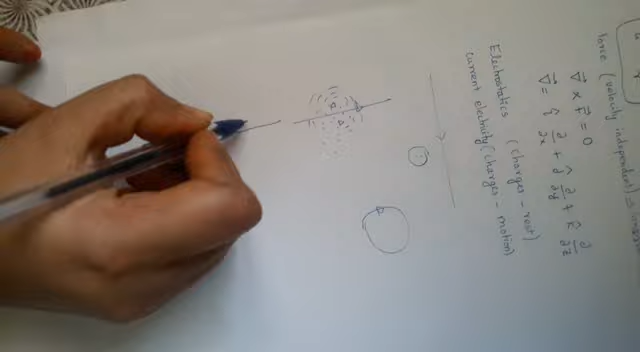 force (velocity independent) =
∇⃗ × F⃗ = 0
∇⃗ = î ∂/∂x + ĵ ∂/∂y + k̂ ∂/∂z
Electrostatics (charges - rest)
current electricity (charges - motion)